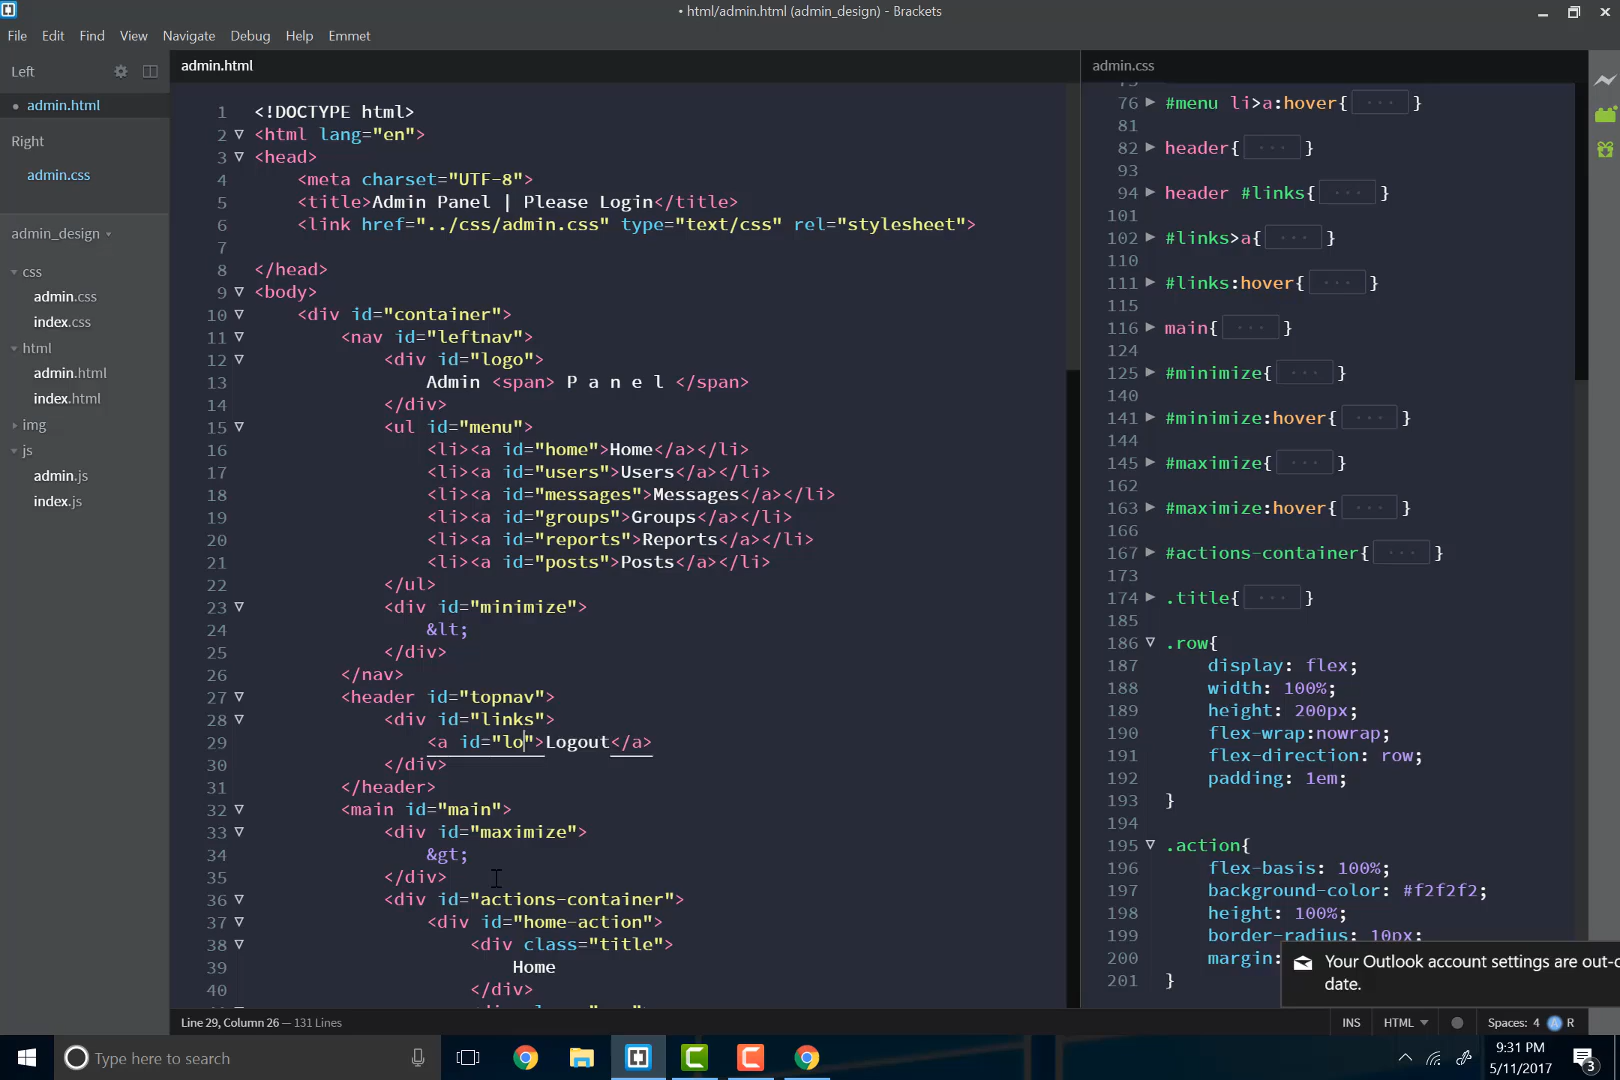 • html/admin.html (admin_design) - Brackets
File Edit Find View Navigate Debug Help Emmet
Left
• admin.html
Right
admin.css
admin_design
css
admin.css
index.css
html
admin.html
index.html
img
js
admin.js
index.js
admin.html
1 <!DOCTYPE html>
2 <html lang="en">
3 <head>
4 <meta charset="UTF-8">
5 <title>Admin Panel | Please Login</title>
6 <link href="../css/admin.css" type="text/css" rel="stylesheet">
7
8 </head>
9 <body>
10 <div id="container">
11 <nav id="leftnav">
12 <div id="logo">
13 Admin <span> P a n e l </span>
14 </div>
15 <ul id="menu">
16 <li><a id="home">Home</a></li>
17 <li><a id="users">Users</a></li>
18 <li><a id="messages">Messages</a></li>
19 <li><a id="groups">Groups</a></li>
20 <li><a id="reports">Reports</a></li>
21 <li><a id="posts">Posts</a></li>
22 </ul>
23 <div id="minimize">
24 &lt;
25 </div>
26 </nav>
27 <header id="topnav">
28 <div id="links">
29 <a id="lo">Logout</a>
30 </div>
31 </header>
32 <main id="main">
33 <div id="maximize">
34 &gt;
35 </div>
36 <div id="actions-container">
37 <div id="home-action">
38 <div class="title">
39 Home
40 </div>
admin.css
76 #menu li>a:hover{ ··· }
81
82 header{ ··· }
93
94 header #links{ ··· }
101
102 #links>a{ ··· }
110
111 #links:hover{ ··· }
115
116 main{ ··· }
124
125 #minimize{ ··· }
140
141 #minimize:hover{ ··· }
144
145 #maximize{ ··· }
162
163 #maximize:hover{ ··· }
166
167 #actions-container{ ··· }
173
174 .title{ ··· }
185
186 .row{
187 display: flex;
188 width: 100%;
189 height: 200px;
190 flex-wrap:nowrap;
191 flex-direction: row;
192 padding: 1em;
193 }
194
195 .action{
196 flex-basis: 100%;
197 background-color: #f2f2f2;
198 height: 100%;
199 border-radius: 10px;
200 margin:
201 }
Your Outlook account settings are out-o
date.
Line 29, Column 26 — 131 Lines
INS HTML Spaces: 4 R
Type here to search
9:31 PM
5/11/2017
3